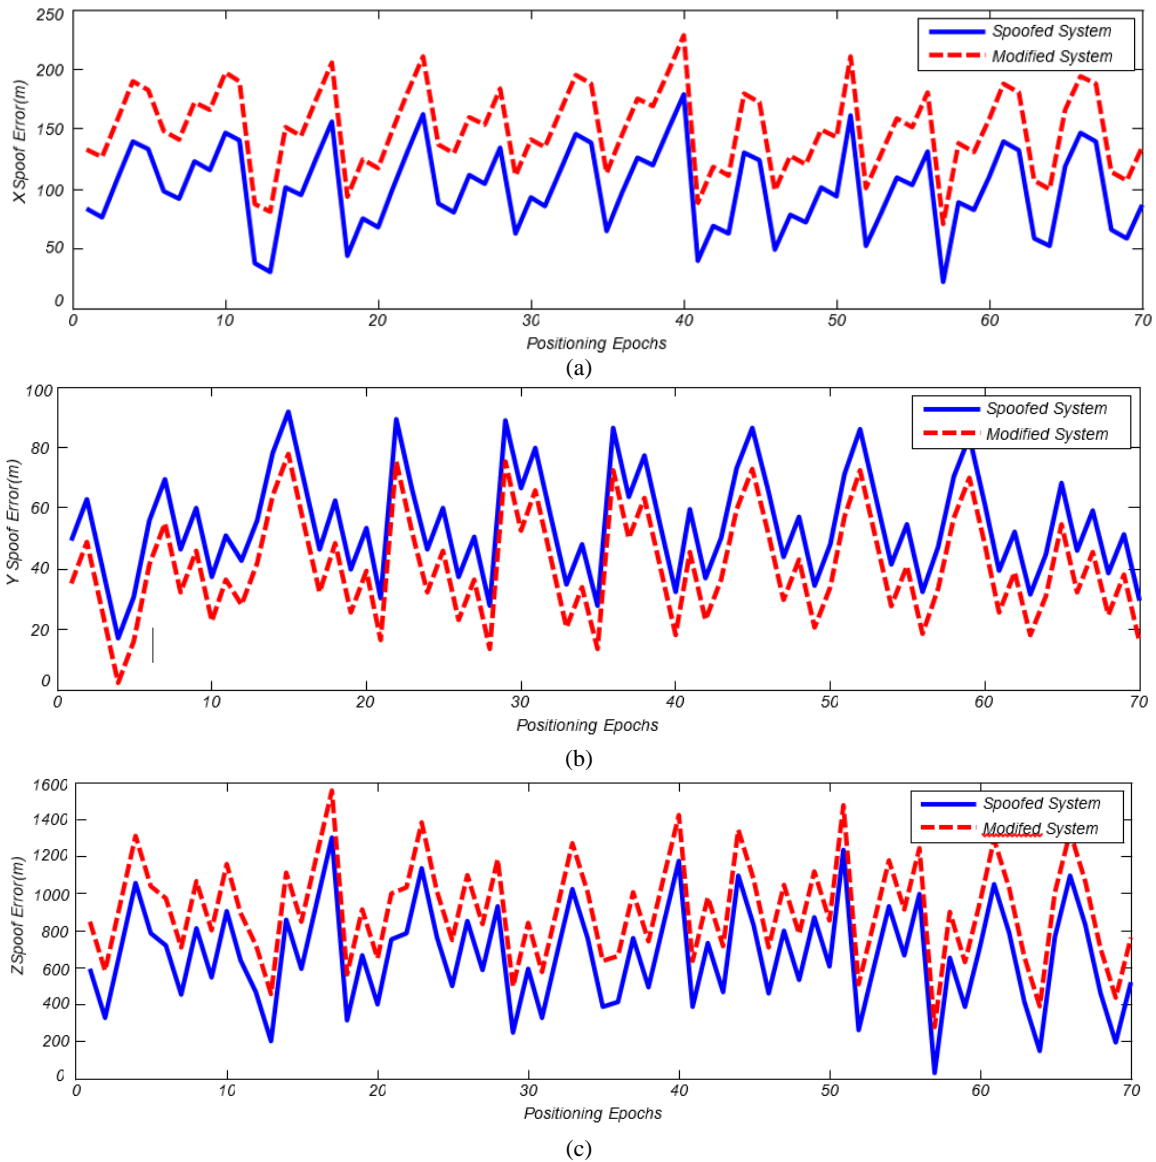 250
200
150
100
50
0
X Spoof Error(m)
Spoofed System
Modified System
0 10 20 30 40 50 60 70
Positioning Epochs
(a)
100
80
60
40
20
0
Y Spoof Error(m)
Spoofed System
Modified System
0 10 20 30 40 50 60 70
Positioning Epochs
(b)
1600
1400
1200
1000
800
600
400
200
0
ZSpoof Error(m)
Spoofed System
Modifed System
0 10 20 30 40 50 60 70
Positioning Epochs
(c)